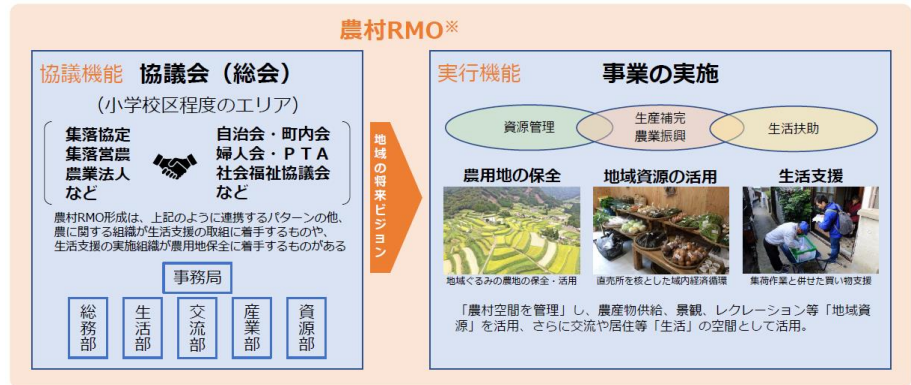 農村RMO※
協議機能 協議会（総会）
（小学校区程度のエリア）
集落協定
集落営農
農業法人
など
自治会・町内会
婦人会・ＰＴＡ
社会福祉協議会
など
農村RMO形成は、上記のように連携するパターンの他、
農に関する組織が生活支援の取組に着手するものや、
生活支援の実施組織が農用地保全に着手するものがある
事務局
総務部
生活部
交流部
産業部
資源部
地域の将来ビジョン
実行機能 事業の実施
資源管理
生産補完
農業振興
生活扶助
農用地の保全
地域資源の活用
生活支援
地域ぐるみの農地の保全・活用
直売所を核とした域内経済循環
集荷作業と併せた買い物支援
「農村空間を管理」し、農産物供給、景観、レクレーション等「地域資
源」を活用、さらに交流や居住等「生活」の空間として活用。